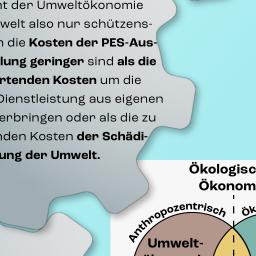 t der Umweltökonomie
welt also nur schützens-
n die Kosten der PES-Aus-
lung geringer sind als die
rtenden Kosten um die
Dienstleistung aus eigenen
erbringen oder als die zu
nden Kosten der Schädi-
ung der Umwelt.
Ökologisc
Ökonom
Anthropozentrisch
Ök
Umwelt-